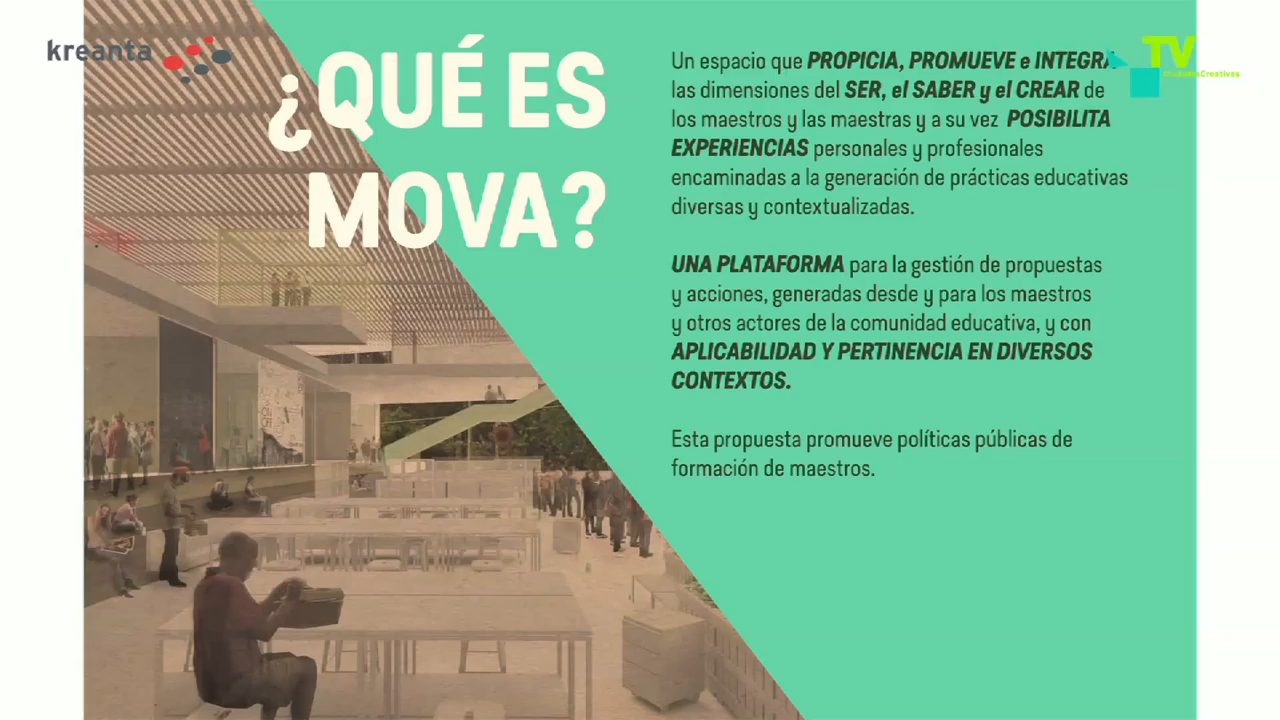 kreanta
TV
¿QUÉ ES
MOVA?
Un espacio que PROPICIA, PROMUEVE e INTEGRA
las dimensiones del SER, el SABER y el CREAR de
los maestros y las maestras y a su vez POSIBILITA
EXPERIENCIAS personales y profesionales
encaminadas a la generación de prácticas educativas
diversas y contextualizadas.
UNA PLATAFORMA para la gestión de propuestas
y acciones, generadas desde y para los maestros
y otros actores de la comunidad educativa, y con
APLICABILIDAD Y PERTINENCIA EN DIVERSOS
CONTEXTOS.
Esta propuesta promueve políticas públicas de
formación de maestros.